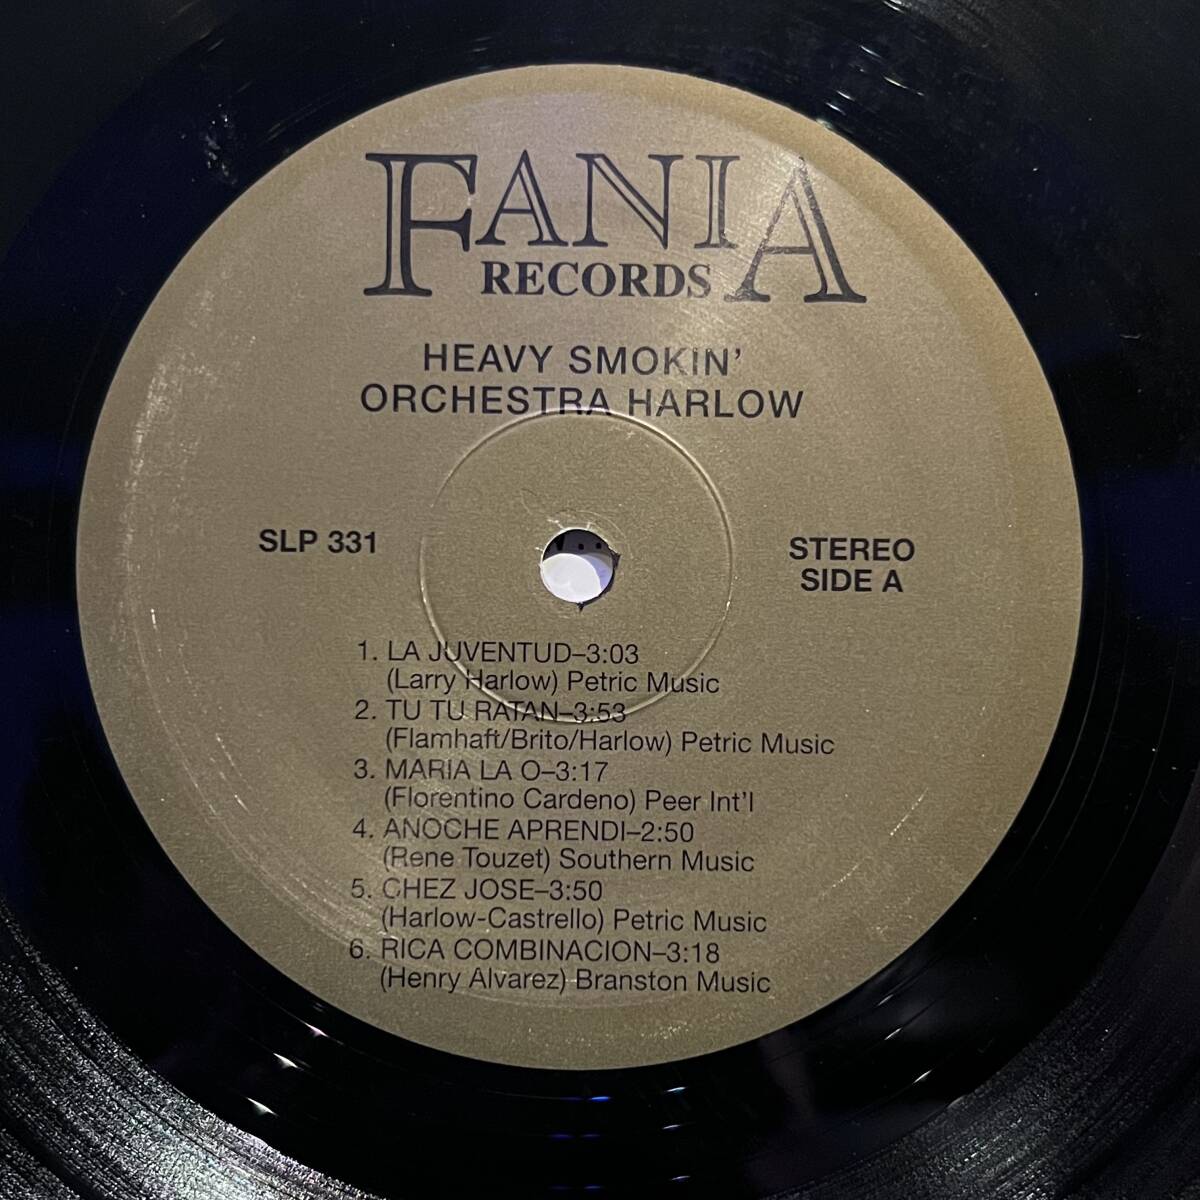 FANIA
RECORDS
HEAVY SMOKIN'
ORCHESTRA HARLOW
SLP 331
STEREO
SIDE A
1. LA JUVENTUD–3:03
(Larry Harlow) Petric Music
2. TU TU RATAN–3:53
(Flamhaft/Brito/Harlow) Petric Music
3. MARIA LA O–3:17
(Florentino Cardeno) Peer Int'l
4. ANOCHE APRENDI–2:50
(Rene Touzet) Southern Music
5. CHEZ JOSE–3:50
(Harlow-Castrello) Petric Music
6. RICA COMBINACION–3:18
(Henry Alvarez) Branston Music